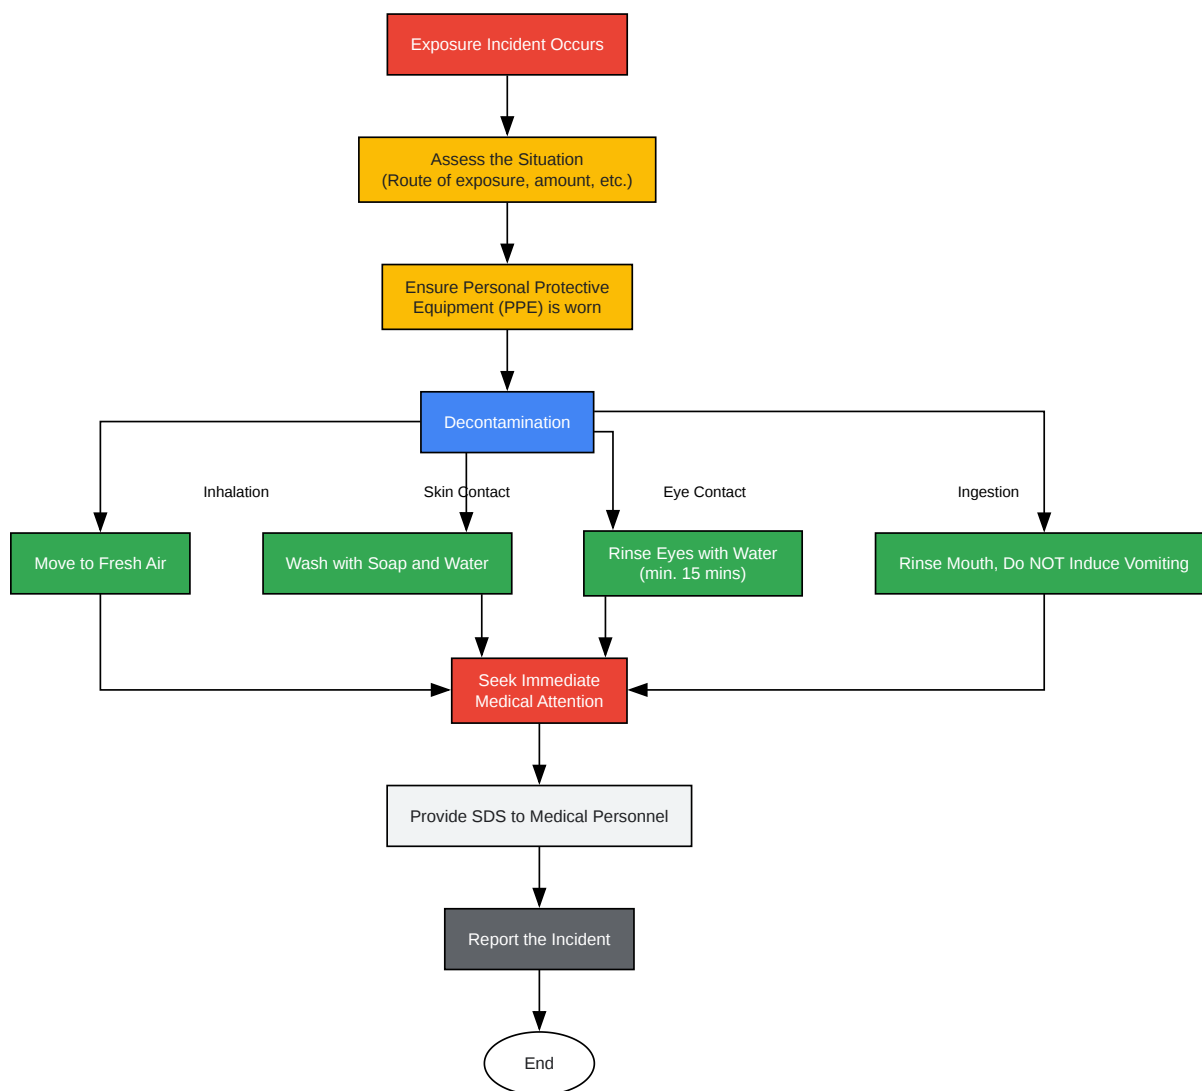 Exposure Incident Occurs
Assess the Situation
(Route of exposure, amount, etc.)
Ensure Personal Protective
Equipment (PPE) is worn
Decontamination
Inhalation
Skin Contact
Eye Contact
Ingestion
Move to Fresh Air
Wash with Soap and Water
Rinse Eyes with Water
(min. 15 mins)
Rinse Mouth, Do NOT Induce Vomiting
Seek Immediate
Medical Attention
Provide SDS to Medical Personnel
Report the Incident
End